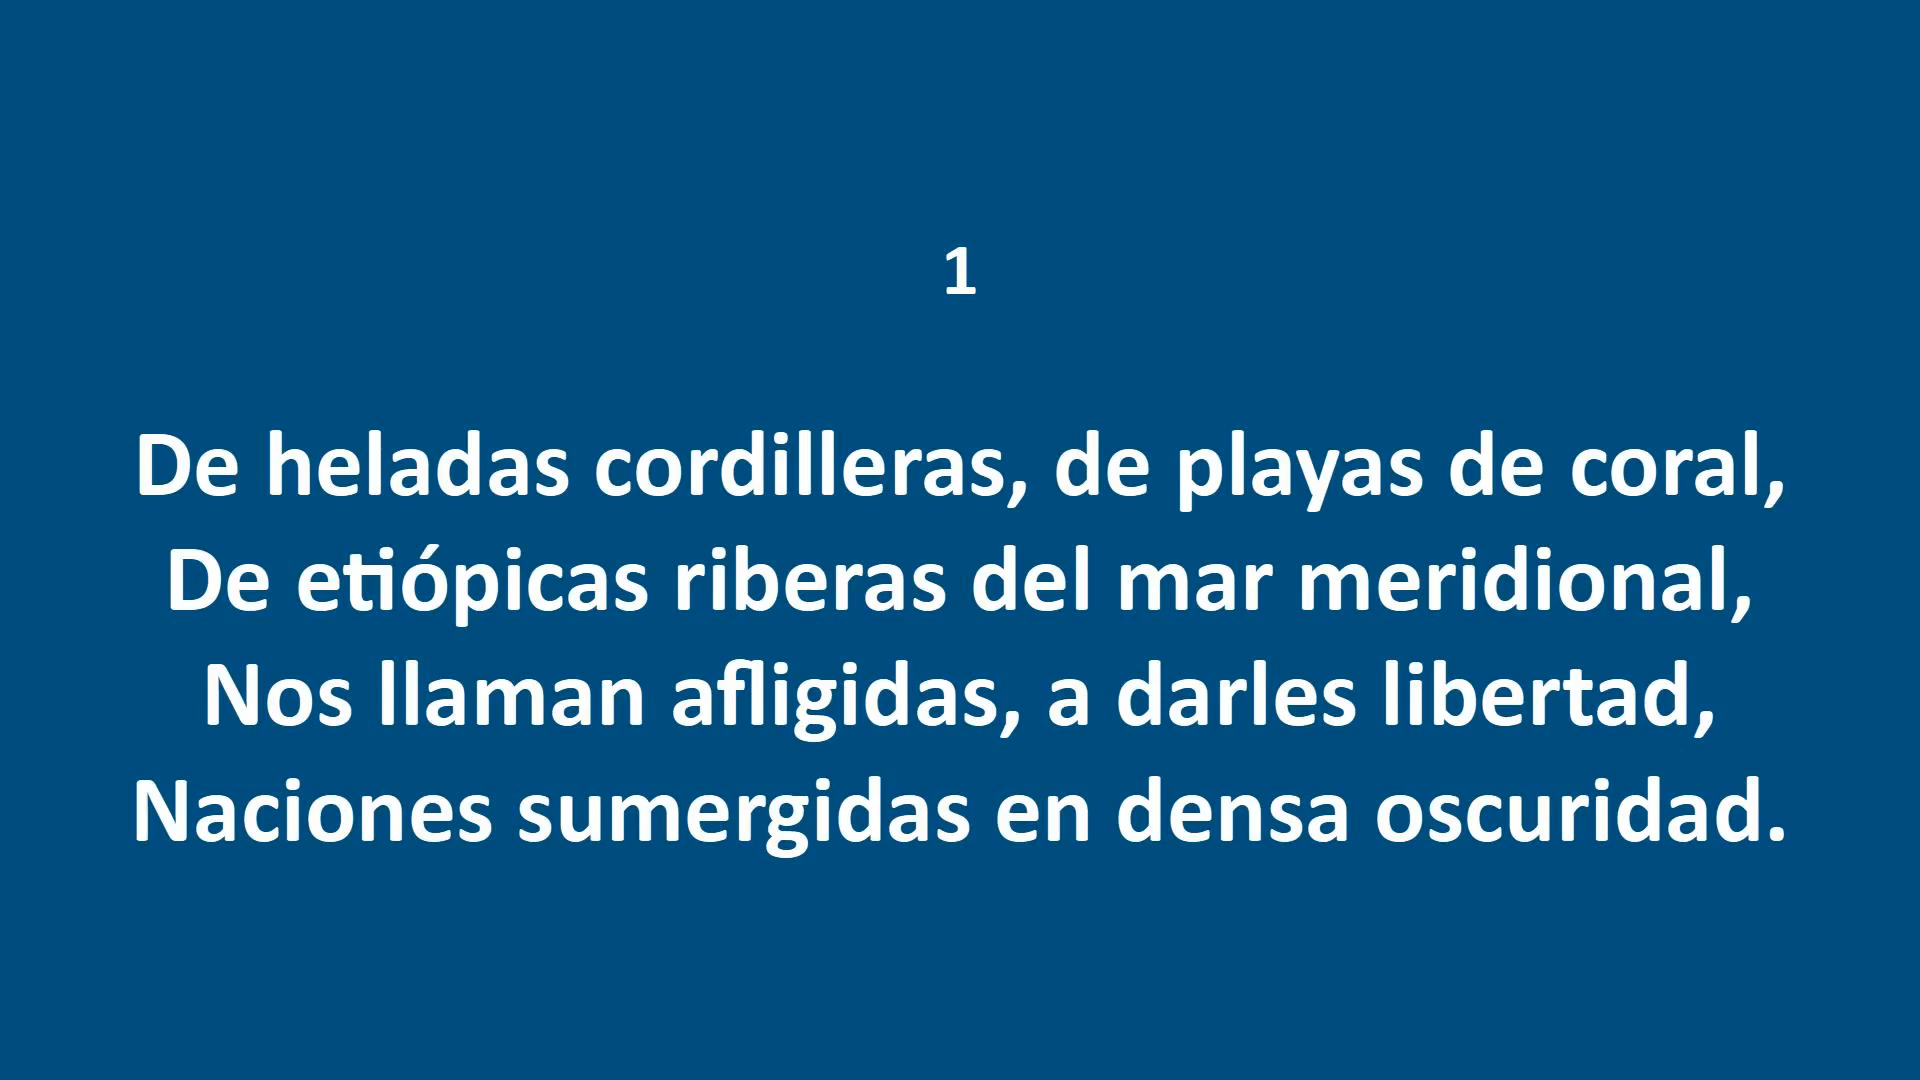 1
De heladas cordilleras, de playas de coral,
De etiópicas riberas del mar meridional,
Nos llaman afligidas, a darles libertad,
Naciones sumergidas en densa oscuridad.